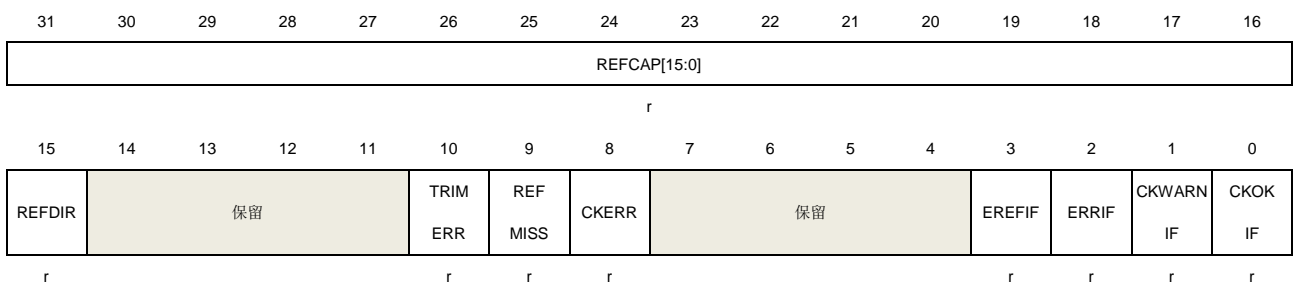 31 30 29 28 27 26 25 24 23 22 21 20 19 18 17 16
REFCAP[15:0]
r
15 14 13 12 11 10 9 8 7 6 5 4 3 2 1 0
REFDIR 保留 TRIM ERR REF MISS CKERR 保留 EREFIF ERRIF CKWARN IF CKOK IF
r r r r r r r r